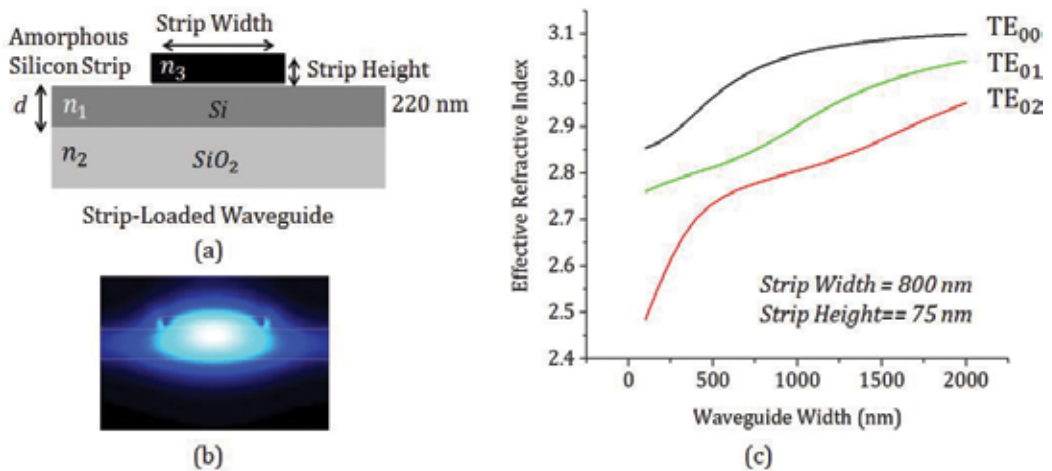 (a)
Strip Width
Amorphous
Silicon Strip
n₃
Strip Height
d
n₁
Si
220 nm
n₂
SiO₂
Strip-Loaded Waveguide
(a)
(b)
(c)
Effective Refractive Index
3.1
3.0
2.9
2.8
2.7
2.6
2.5
2.4
TE₀₀
TE₀₁
TE₀₂
Strip Width = 800 nm
Strip Height== 75 nm
0
500
1000
1500
2000
Waveguide Width (nm)
(c)